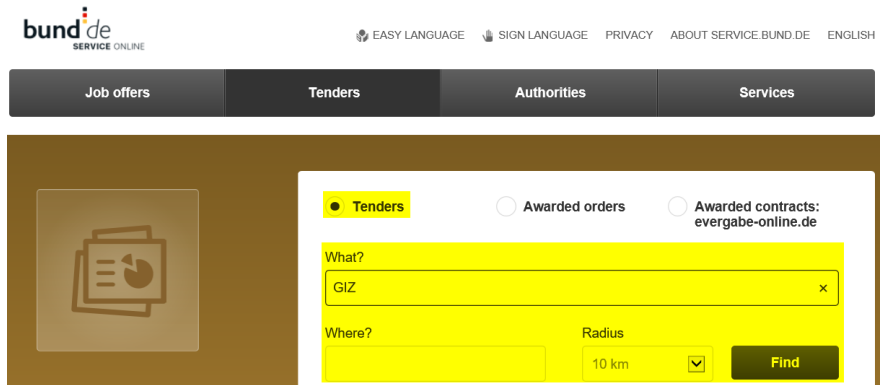 bund.de
SERVICE ONLINE
EASY LANGUAGE SIGN LANGUAGE PRIVACY ABOUT SERVICE.BUND.DE ENGLISH
Job offers Tenders Authorities Services
Tenders Awarded orders Awarded contracts:
evergabe-online.de
What?
GIZ ×
Where? Radius
10 km Find